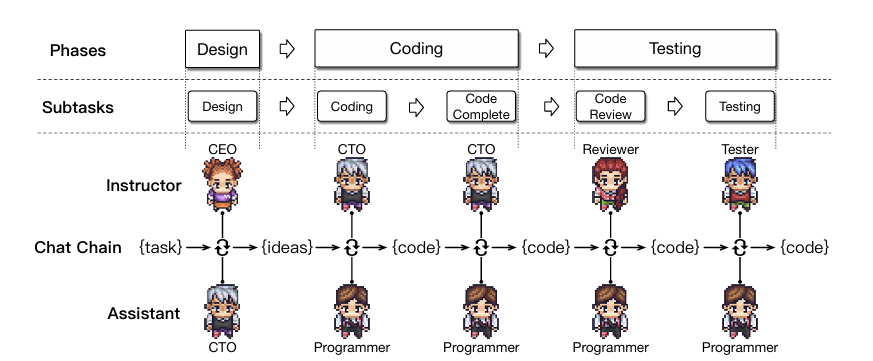 Phases
Design
Coding
Testing
Subtasks
Design
Coding
Code
Complete
Code
Review
Testing
CEO
CTO
CTO
Reviewer
Tester
Instructor
Chat Chain
{task}
{ideas}
{code}
{code}
{code}
{code}
Assistant
CTO
Programmer
Programmer
Programmer
Programmer